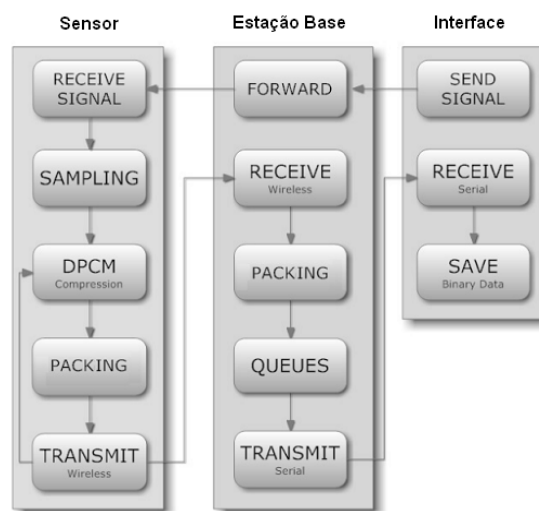 Sensor
Estação Base
Interface
RECEIVE
SIGNAL
SAMPLING
DPCM
Compression
PACKING
TRANSMIT
Wireless
FORWARD
RECEIVE
Wireless
PACKING
QUEUES
TRANSMIT
Serial
SEND
SIGNAL
RECEIVE
Serial
SAVE
Binary Data